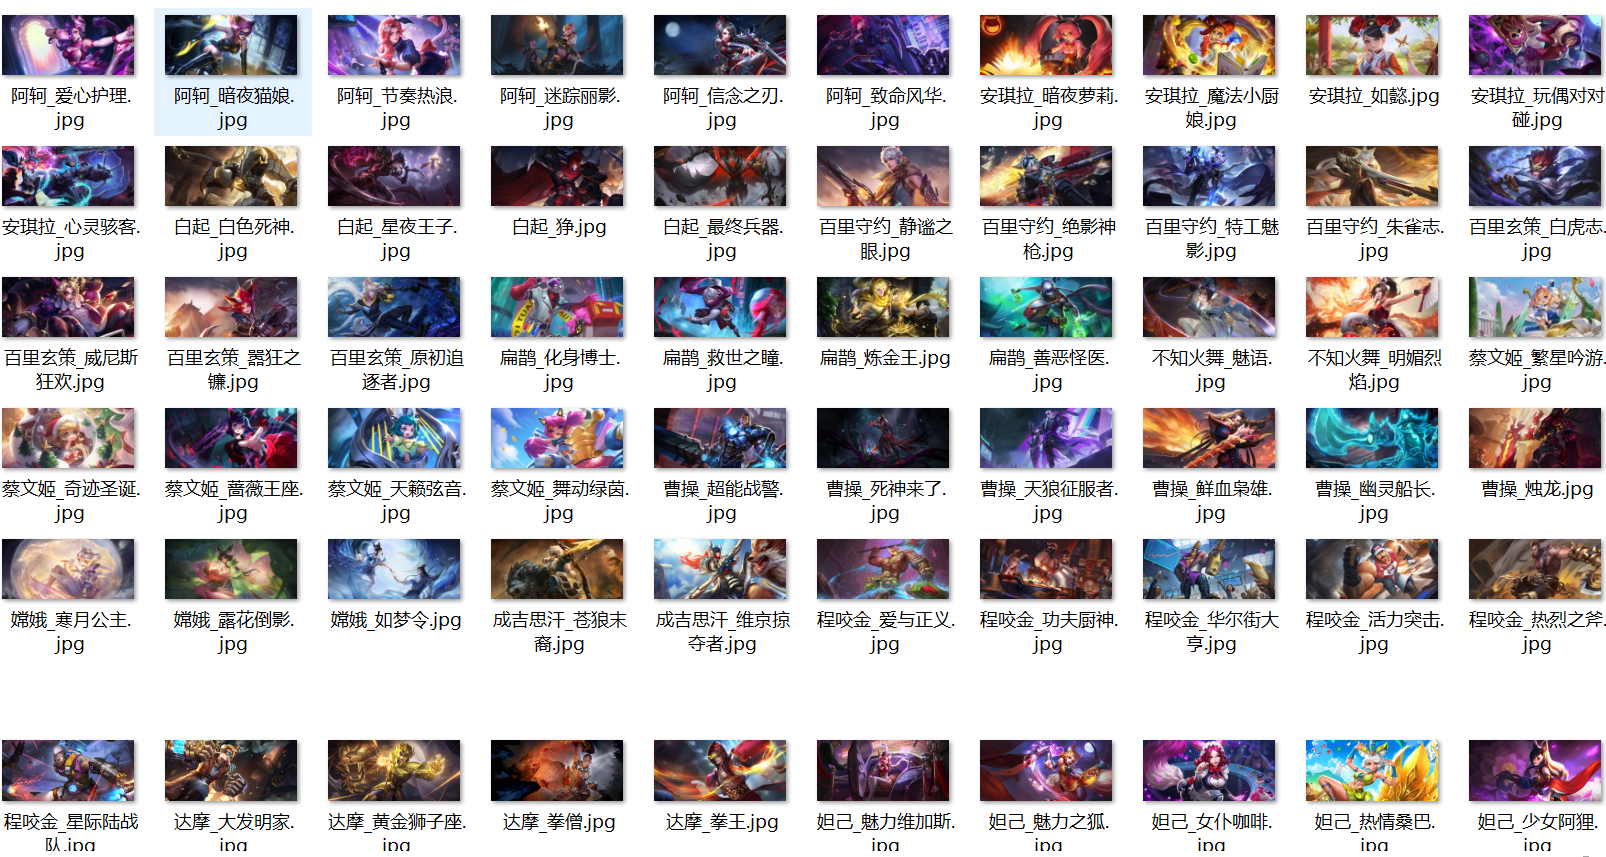 阿轲_爱心护理.
jpg
阿轲_暗夜猫娘.
jpg
阿轲_节奏热浪.
jpg
阿轲_迷踪丽影.
jpg
阿轲_信念之刃.
jpg
阿轲_致命风华.
jpg
安琪拉_暗夜萝莉.
jpg
安琪拉_魔法小厨
娘.jpg
安琪拉_如懿.jpg
安琪拉_玩偶对对
碰.jpg
安琪拉_心灵骇客.
jpg
白起_白色死神.
jpg
白起_星夜王子.
jpg
白起_狰.jpg
白起_最终兵器.
jpg
百里守约_静谧之
眼.jpg
百里守约_绝影神
枪.jpg
百里守约_特工魅
影.jpg
百里守约_朱雀志.
jpg
百里玄策_白虎志.
jpg
百里玄策_威尼斯
狂欢.jpg
百里玄策_嚣狂之
镰.jpg
百里玄策_原初追
逐者.jpg
扁鹊_化身博士.
jpg
扁鹊_救世之瞳.
jpg
扁鹊_炼金王.jpg
扁鹊_善恶怪医.
jpg
不知火舞_魅语.
jpg
不知火舞_明媚烈
焰.jpg
蔡文姬_繁星吟游.
jpg
蔡文姬_奇迹圣诞.
jpg
蔡文姬_蔷薇王座.
jpg
蔡文姬_天籁弦音.
jpg
蔡文姬_舞动绿茵.
jpg
曹操_超能战警.
jpg
曹操_死神来了.
jpg
曹操_天狼征服者.
jpg
曹操_鲜血枭雄.
jpg
曹操_幽灵船长.
jpg
曹操_烛龙.jpg
嫦娥_寒月公主.
jpg
嫦娥_露花倒影.
jpg
嫦娥_如梦令.jpg
成吉思汗_苍狼末
裔.jpg
成吉思汗_维京掠
夺者.jpg
程咬金_爱与正义.
jpg
程咬金_功夫厨神.
jpg
程咬金_华尔街大
亨.jpg
程咬金_活力突击.
jpg
程咬金_热烈之斧.
jpg
程咬金_星际陆战
队.jpg
达摩_大发明家.
jpg
达摩_黄金狮子座.
jpg
达摩_拳僧.jpg
达摩_拳王.jpg
妲己_魅力维加斯.
jpg
妲己_魅力之狐.
jpg
妲己_女仆咖啡.
jpg
妲己_热情桑巴.
jpg
妲己_少女阿狸.
jpg